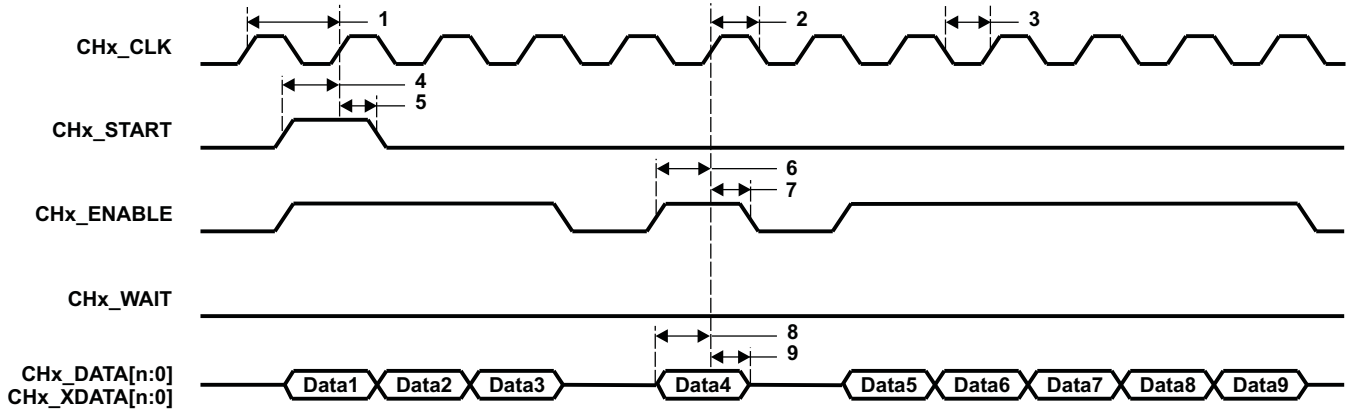 1
2
3
CHx_CLK
4
5
CHx_START
6
7
CHx_ENABLE
CHx_WAIT
8
9
CHx_DATA[n:0]
CHx_XDATA[n:0]
Data1 Data2 Data3 Data4 Data5 Data6 Data7 Data8 Data9